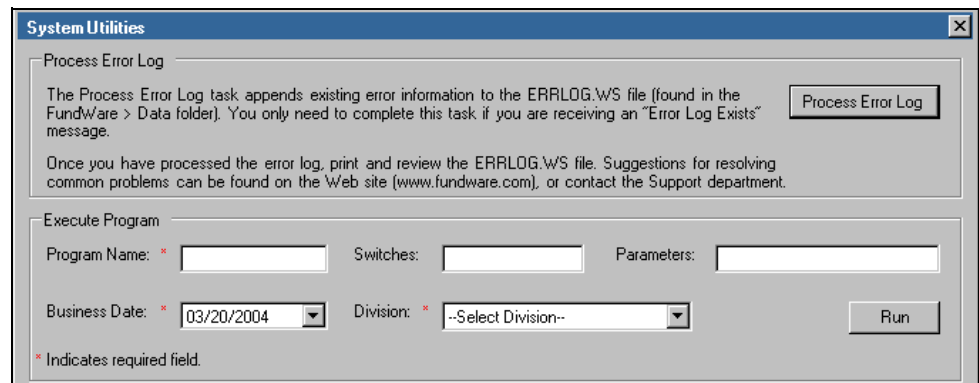 System Utilities
Process Error Log
The Process Error Log task appends existing error information to the ERRLOG.WS file (found in the
FundWare > Data folder). You only need to complete this task if you are receiving an "Error Log Exists"
message.
Process Error Log
Once you have processed the error log, print and review the ERRLOG.WS file. Suggestions for resolving
common problems can be found on the Web site (www.fundware.com), or contact the Support department.
Execute Program
Program Name: * Switches: Parameters:
Business Date: * 03/20/2004 Division: * --Select Division-- Run
* Indicates required field.